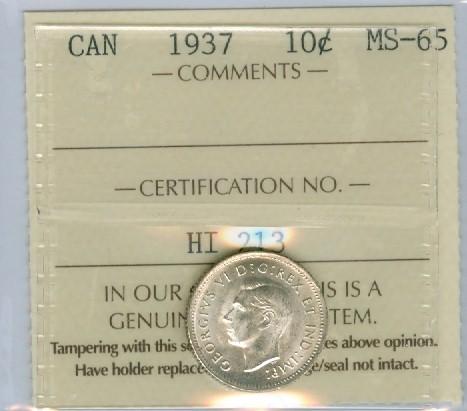 CAN 1937 10¢ MS-65
— COMMENTS —
— CERTIFICATION NO. —
HI 213
IN OUR IS IS A
GENUIN TEM.
Tampering with this se es above opinion.
Have holder replace e/seal not intact.
GEORGIVS VI D:G:REX ET IND:IMP: